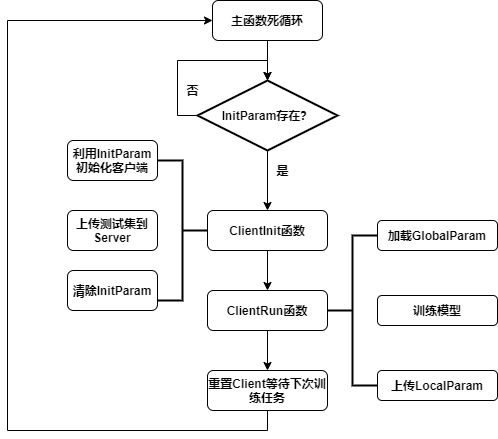 主函数死循环
否
InitParam存在？
是
利用InitParam
初始化客户端
上传测试集到
Server
清除InitParam
ClientInit函数
加载GlobalParam
ClientRun函数
训练模型
上传LocalParam
重置Client等待下次训
练任务